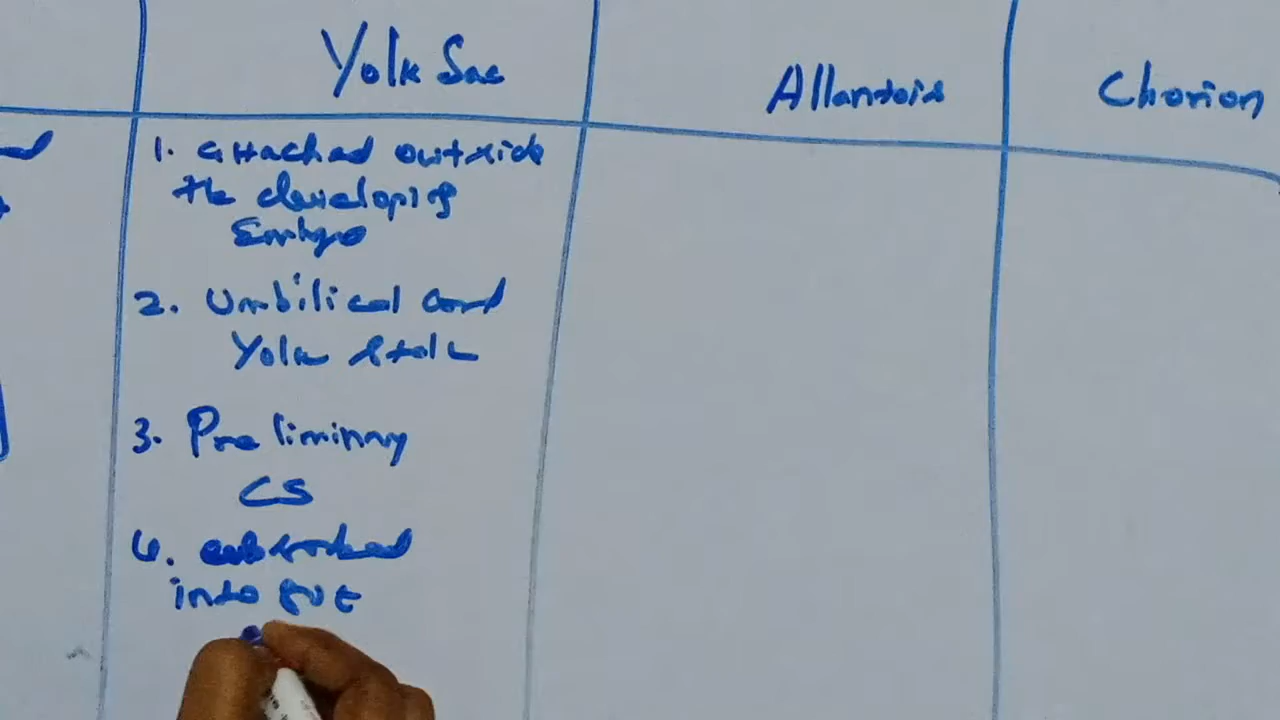 Yolk Sac
Allantois
Chorion
1. attached outside
the developing
Embryo
2. Umbilical cord
Yolk stalk
3. Preliminary
CS
4. absorbed
into gut